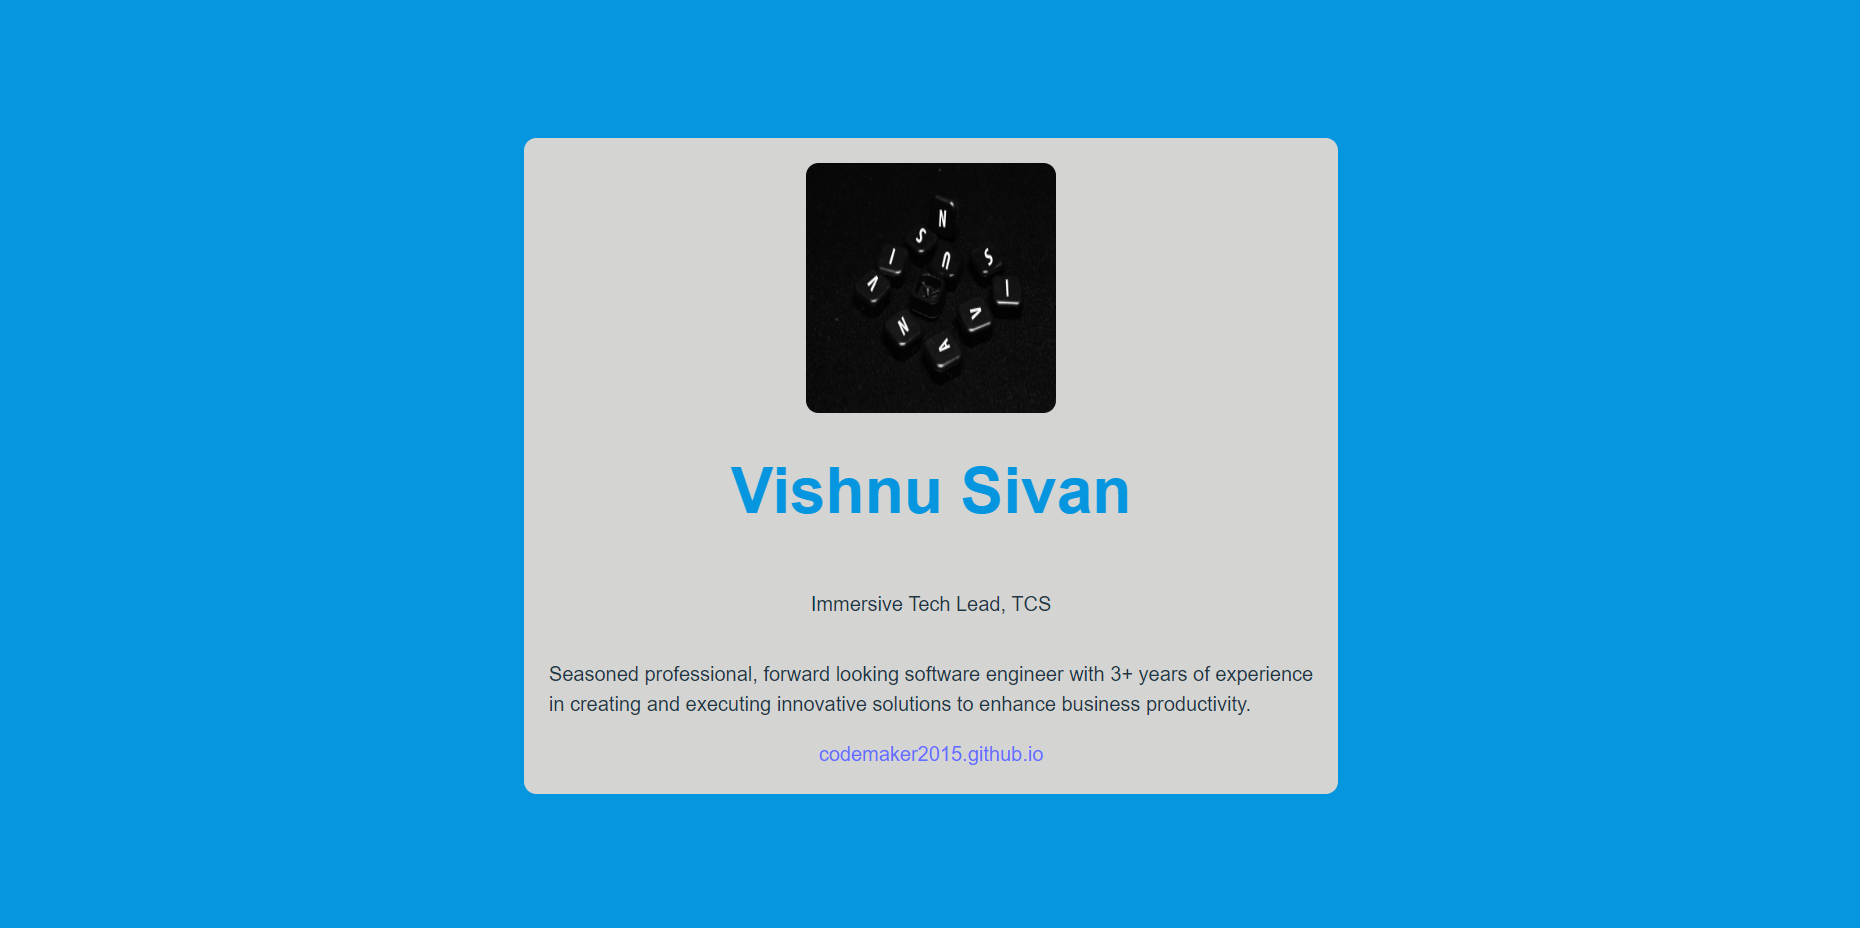 N
S
I U S
V I
N V
A
Vishnu Sivan
Immersive Tech Lead, TCS
Seasoned professional, forward looking software engineer with 3+ years of experience
in creating and executing innovative solutions to enhance business productivity.
codemaker2015.github.io